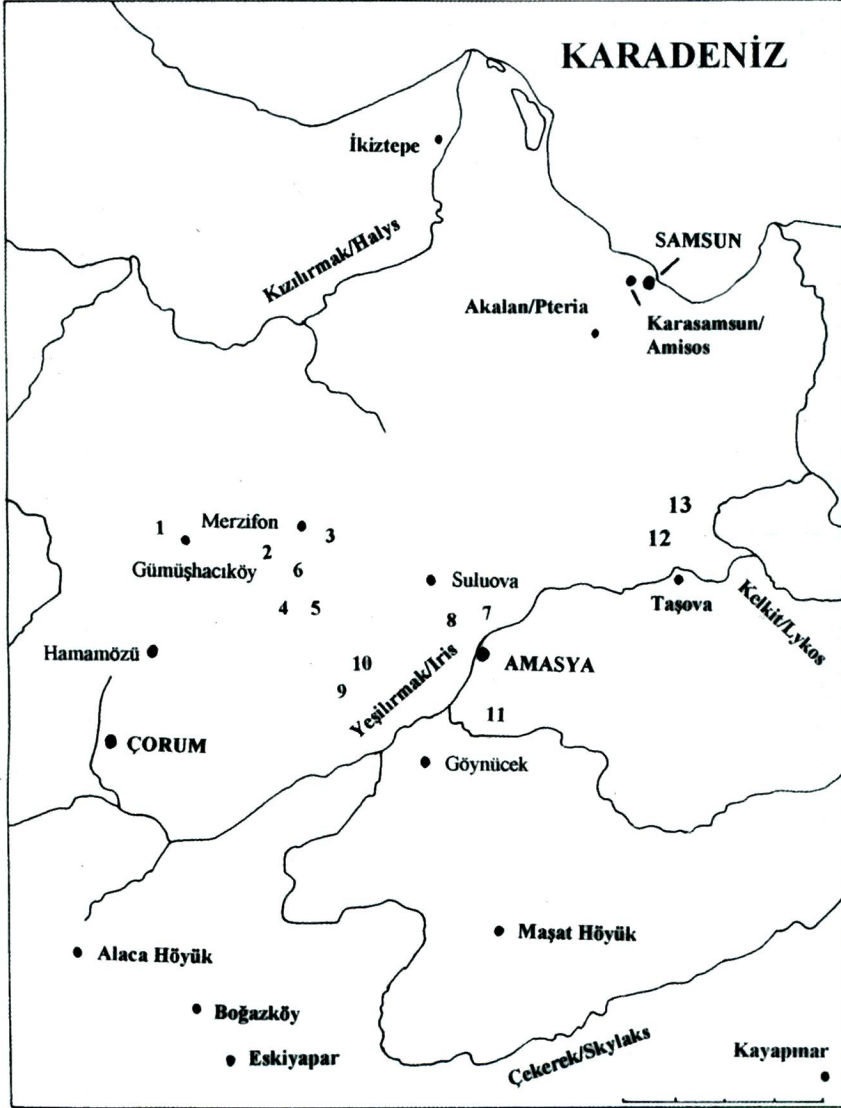 KARADENİZ
İkiztepe
Kızılırmak/Halys
SAMSUN
Akalan/Pteria
Karasamsun/
Amisos
13
1
Merzifon
3
12
2
Gümüşhacıköy
6
Suluova
Taşova
Kelkit/Lykos
4
5
8
7
Hamamözü
10
Yeşilırmak/Iris
AMASYA
9
11
ÇORUM
Göynücek
Maşat Höyük
Alaca Höyük
Boğazköy
Eskiyapar
Çekerek/Skylaks
Kayapınar